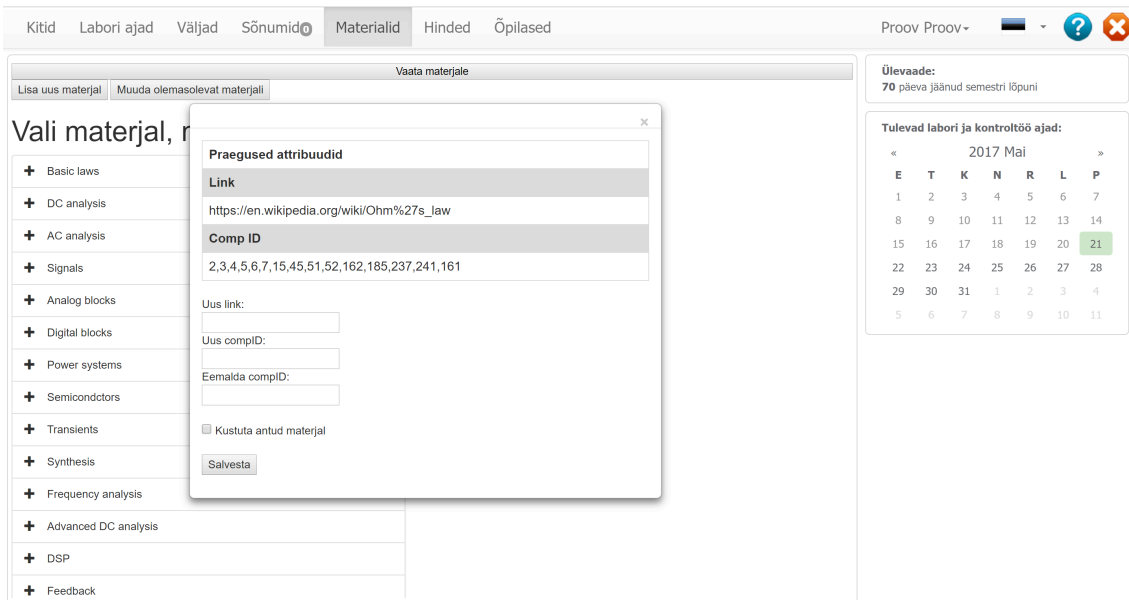 Kitid Labori ajad Väljad Sõnumid 0 Materialid Hinded Õpilased Proov Proov
Vaata materjale
Lisa uus materjal Muuda olemasolevat materjali
Vali materjal,
Basic laws
DC analysis
AC analysis
Signals
Analog blocks
Digital blocks
Power systems
Semicondctors
Transients
Synthesis
Frequency analysis
Advanced DC analysis
DSP
Feedback
×
Praegused attribuudid
Link
https://en.wikipedia.org/wiki/Ohm%27s_law
Comp ID
2,3,4,5,6,7,15,45,51,52,162,185,237,241,161
Uus link:
Uus compID:
Eemalda compID:
Kustuta antud materjal
Salvesta
Ülevaade:
70 päeva jäänud semestri lõpuni
Tulevad labori ja kontroltöö ajad:
« 2017 Mai »
E T K N R L P
1 2 3 4 5 6 7
8 9 10 11 12 13 14
15 16 17 18 19 20 21
22 23 24 25 26 27 28
29 30 31 1 2 3 4
5 6 7 8 9 10 11